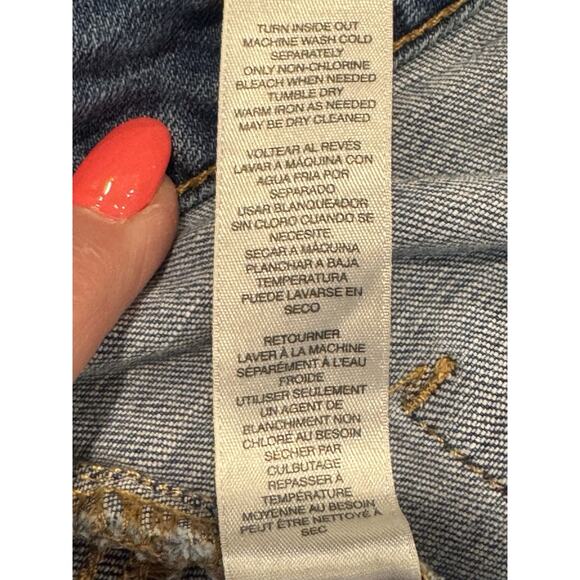 TURN INSIDE OUT
MACHINE WASH COLD
SEPARATELY
ONLY NON-CHLORINE
BLEACH WHEN NEEDED
TUMBLE DRY
WARM IRON AS NEEDED
MAY BE DRY CLEANED
VOLTEAR AL REVÉS
LAVAR A MÁQUINA CON
AGUA FRIA POR
SEPARADO
USAR BLANQUEADOR
SIN CLORO CUANDO SE
NECESITE
SECAR A MÁQUINA
PLANCHAR A BAJA
TEMPERATURA
PUEDE LAVARSE EN
SECO
RETOURNER
LAVER À LA MACHINE
SÉPARÉMENT À L'EAU
FROIDE
UTILISER SEULEMENT
UN AGENT DE
BLANCHIMENT NON
CHLORÉ AU BESOIN
SÉCHER PAR
CULBUTAGE
REPASSER À
TEMPÉRATURE
MOYENNE AU BESOIN
PEUT ÊTRE NETTOYÉ À
SEC